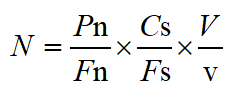 N = Pn/Fn × Cs/Fs × V/v